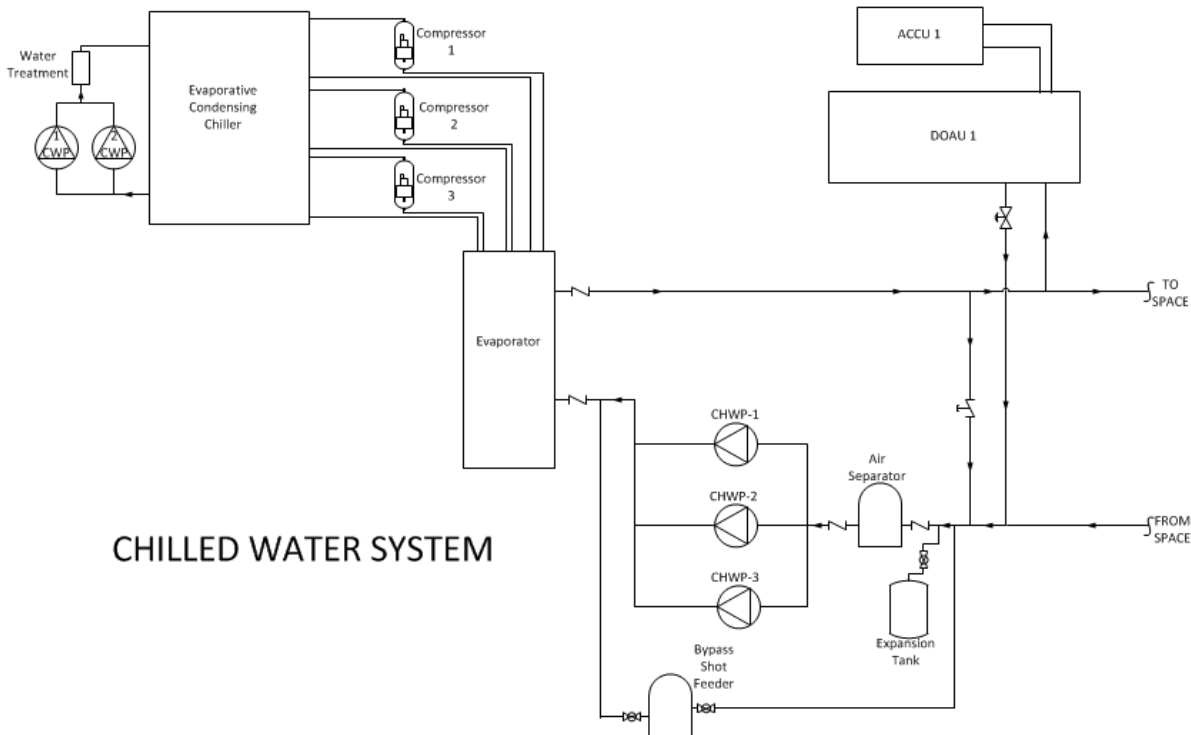 Water
Treatment
1
CWP
2
CWP
Evaporative
Condensing
Chiller
Compressor
1
Compressor
2
Compressor
3
ACCU 1
DOAU 1
TO
SPACE
Evaporator
CHWP-1
CHWP-2
CHWP-3
Air
Separator
FROM
SPACE
Expansion
Tank
Bypass
Shot
Feeder
CHILLED WATER SYSTEM